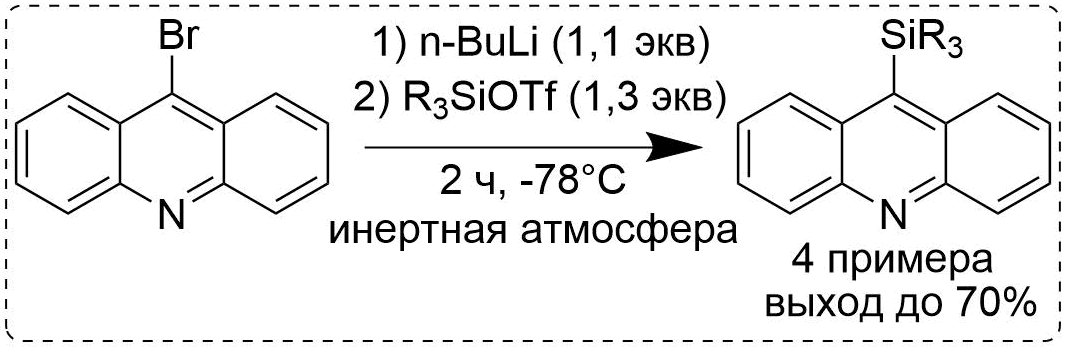 Br
N
1) n-BuLi (1,1 экв)
2) R₃SiOTf (1,3 экв)
2 ч, -78°C
инертная атмосфера
SiR₃
N
4 примера
выход до 70%